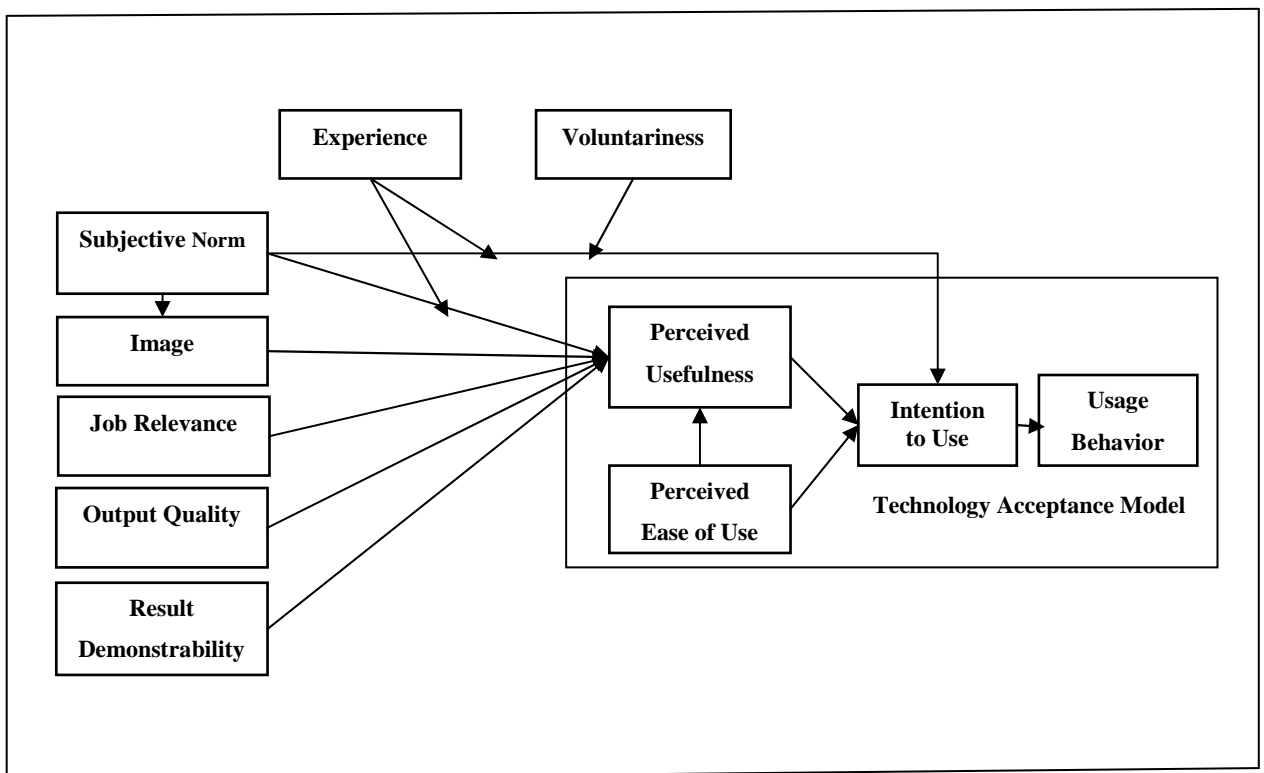 Experience
Voluntariness
Subjective Norm
Image
Job Relevance
Output Quality
Result
Demonstrability
Perceived
Usefulness
Perceived
Ease of Use
Intention
to Use
Usage
Behavior
Technology Acceptance Model